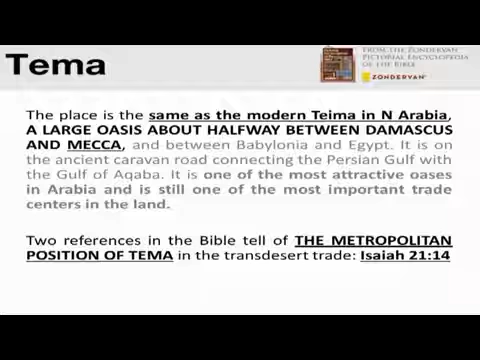 Tema
FROM THE ZONDERVAN
PICTORIAL ENCYCLOPEDIA
OF THE BIBLE
ZONDERVAN
The place is the same as the modern Teima in N Arabia,
A LARGE OASIS ABOUT HALFWAY BETWEEN DAMASCUS
AND MECCA, and between Babylonia and Egypt. It is on
the ancient caravan road connecting the Persian Gulf with
the Gulf of Aqaba. It is one of the most attractive oases
in Arabia and is still one of the most important trade
centers in the land.
Two references in the Bible tell of THE METROPOLITAN
POSITION OF TEMA in the transdesert trade: Isaiah 21:14